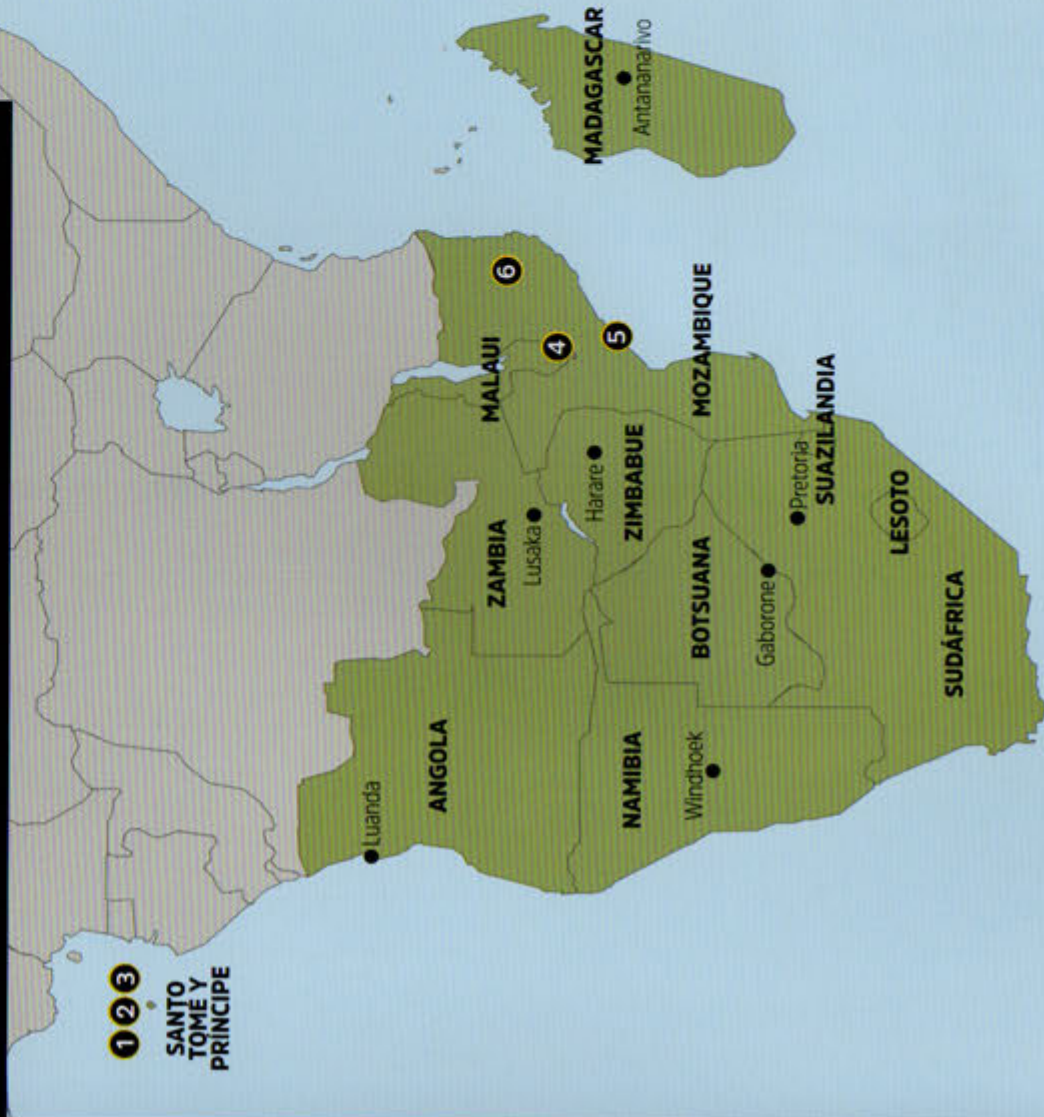 1 2 3
SANTO
TOMÉ Y
PRÍNCIPE
Luanda
ANGOLA
ZAMBIA
Lusaka
MALAUI
6
4
5
MADAGASCAR
Antananarivo
Harare
ZIMBABUE
MOZAMBIQUE
NAMIBIA
Windhoek
BOTSUANA
Gaborone
Pretoria
SUAZILANDIA
LESOTO
SUDÁFRICA